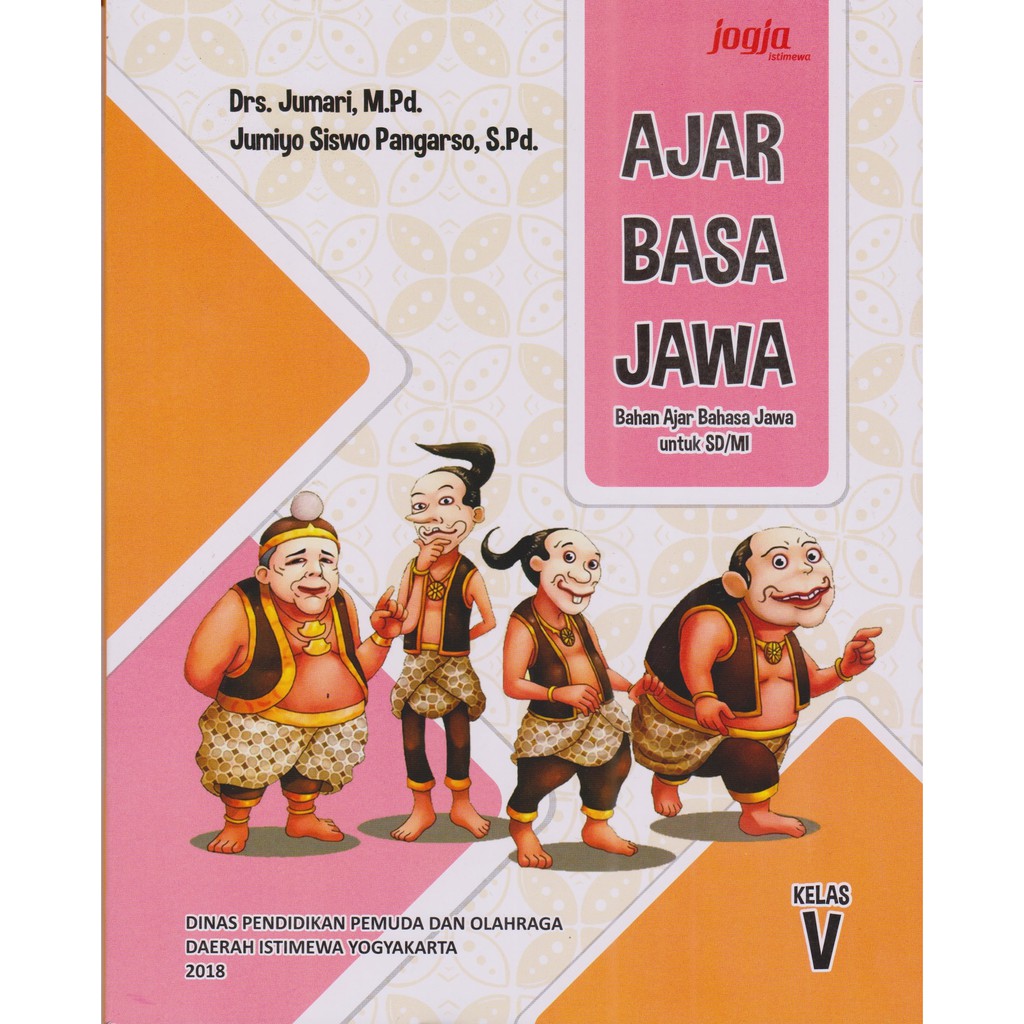 jogja
istimewa
Drs. Jumari, M.Pd.
Jumiyo Siswo Pangarso, S.Pd.
AJAR
BASA
JAWA
Bahan Ajar Bahasa Jawa
untuk SD/MI
DINAS PENDIDIKAN PEMUDA DAN OLAHRAGA
DAERAH ISTIMEWA YOGYAKARTA
2018
KELAS
V